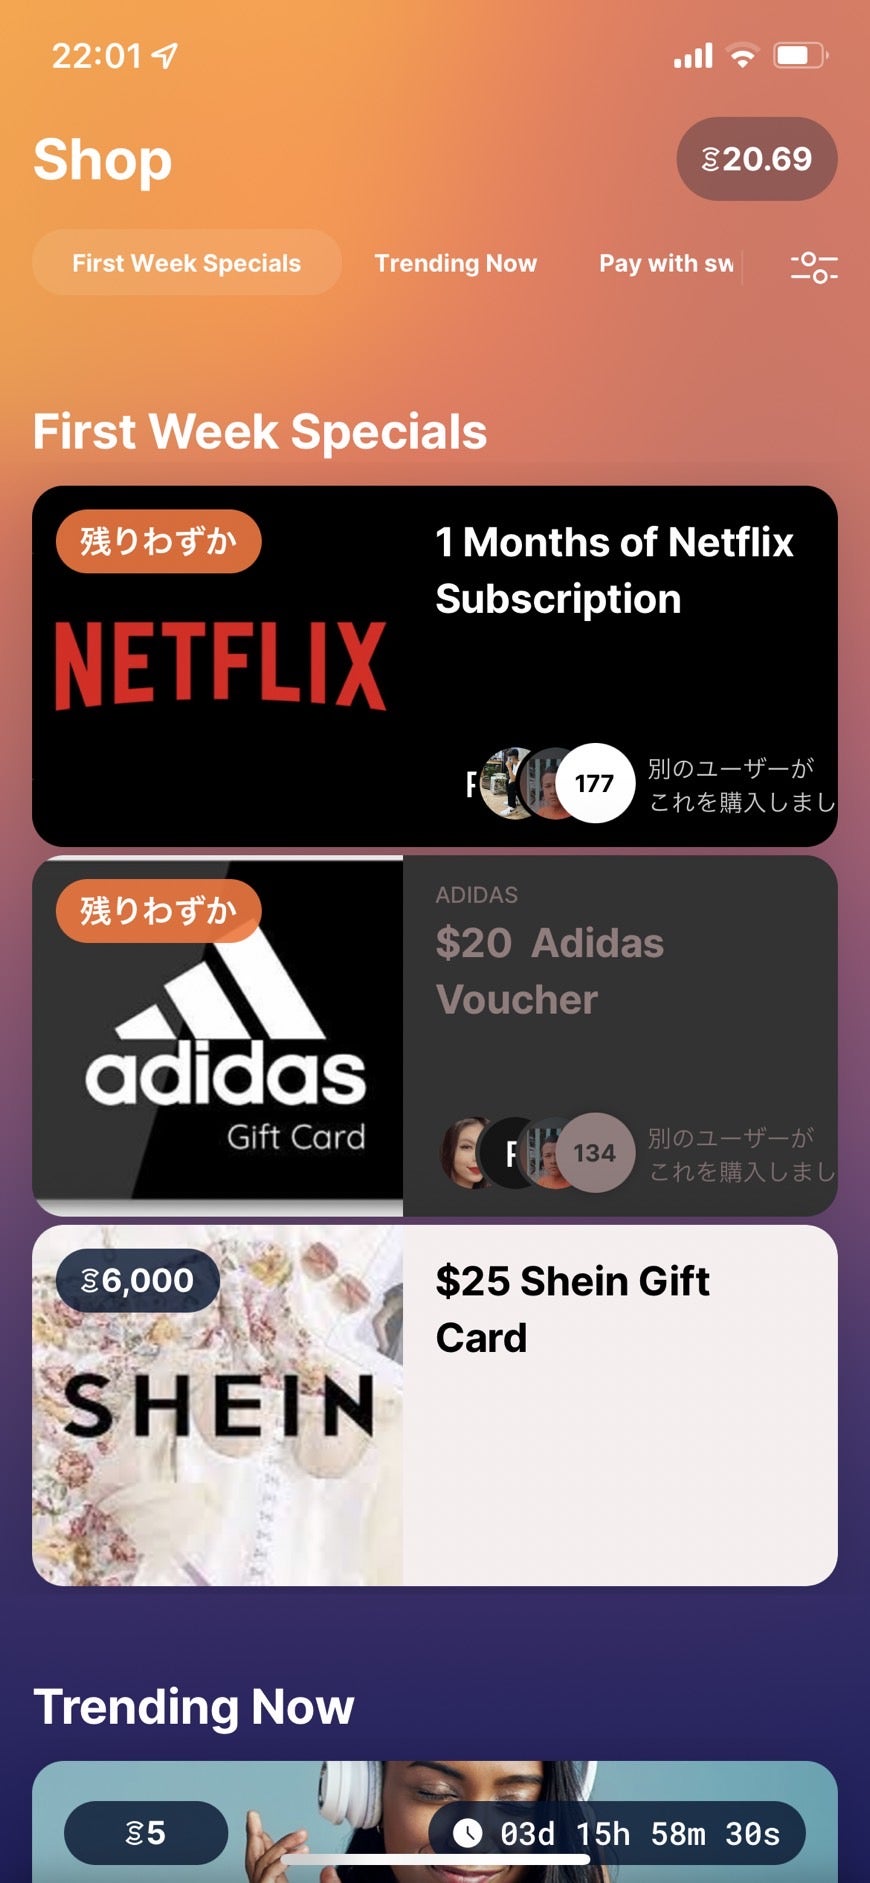 22:01
Shop
20.69
First Week Specials
Trending Now
Pay with sw
First Week Specials
残りわずか
NETFLIX
1 Months of Netflix
Subscription
177
別のユーザーが
これを購入しまし
残りわずか
adidas
Gift Card
ADIDAS
$20 Adidas
Voucher
134
別のユーザーが
これを購入しまし
6,000
SHEIN
$25 Shein Gift
Card
Trending Now
5
03d 15h 58m 30s